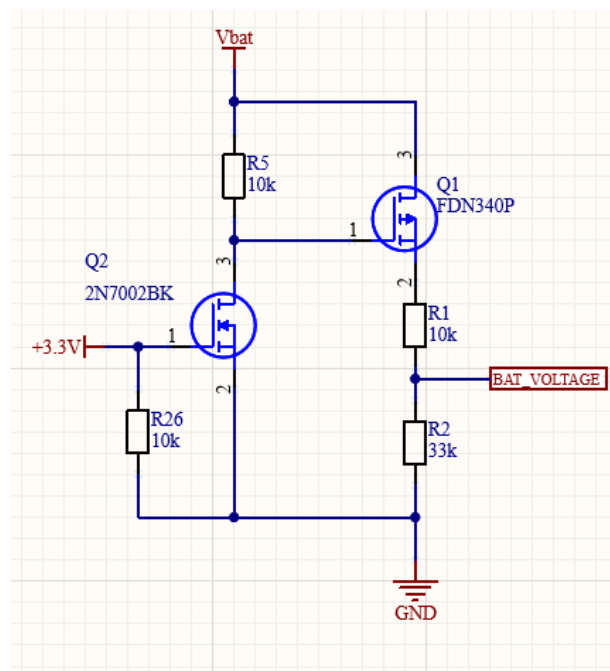 Vbat
R5
10k
3
Q1
FDN340P
1
3
2
Q2
2N7002BK
R1
10k
+3.3V
1
BAT_VOLTAGE
2
R26
10k
R2
33k
GND